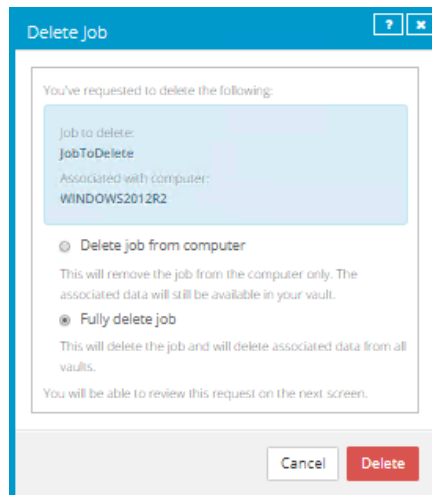 Delete Job
? x
You've requested to delete the following:
Job to delete:
JobToDelete
Associated with computer:
WINDOWS2012R2
Delete job from computer
This will remove the job from the computer only. The
associated data will still be available in your vault.
Fully delete job
This will delete the job and will delete associated data from all
vaults.
You will be able to review this request on the next screen.
Cancel
Delete